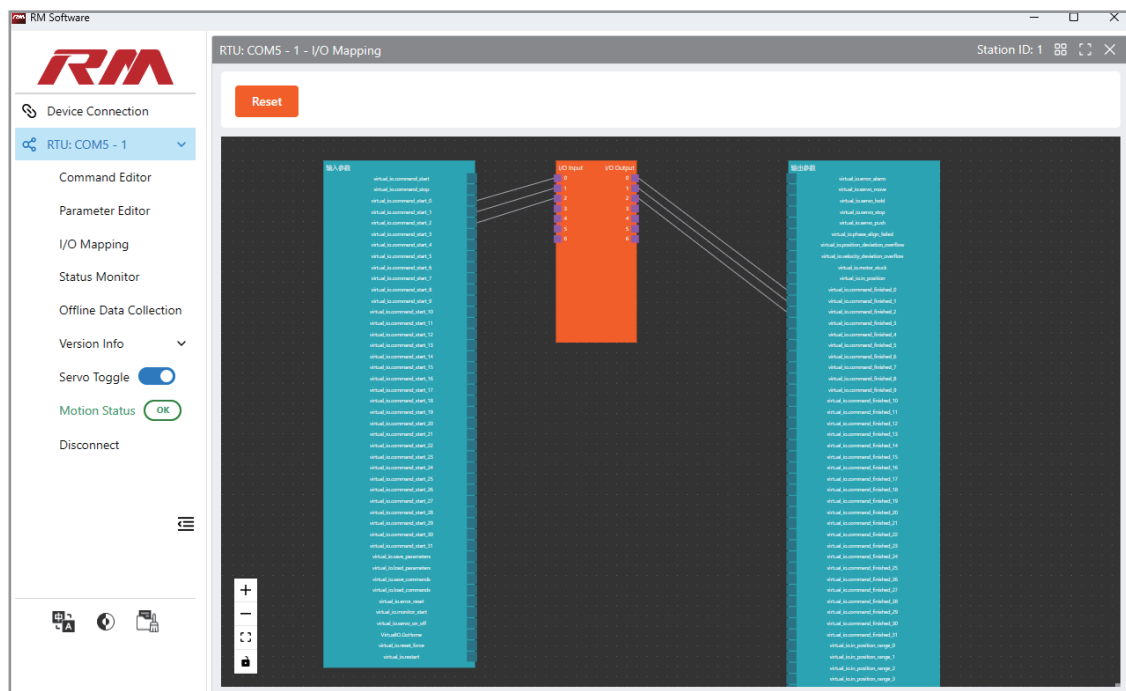 RM Software
RM
RTU: COM5 - 1 - I/O Mapping
Station ID: 1
Device Connection
RTU: COM5 - 1
Command Editor
Parameter Editor
I/O Mapping
Status Monitor
Offline Data Collection
Version Info
Servo Toggle
Motion Status OK
Disconnect
Reset
输入参数
virtual_io.command_start
virtual_io.command_stop
virtual_io.command_start_0
virtual_io.command_start_1
virtual_io.command_start_2
virtual_io.command_start_3
virtual_io.command_start_4
virtual_io.command_start_5
virtual_io.command_start_6
virtual_io.command_start_7
virtual_io.command_start_8
virtual_io.command_start_9
virtual_io.command_start_10
virtual_io.command_start_11
virtual_io.command_start_12
virtual_io.command_start_13
virtual_io.command_start_14
virtual_io.command_start_15
virtual_io.command_start_16
virtual_io.command_start_17
virtual_io.command_start_18
virtual_io.command_start_19
virtual_io.command_start_20
virtual_io.command_start_21
virtual_io.command_start_22
virtual_io.command_start_23
virtual_io.command_start_24
virtual_io.command_start_25
virtual_io.command_start_26
virtual_io.command_start_27
virtual_io.command_start_28
virtual_io.command_start_29
virtual_io.command_start_30
virtual_io.command_start_31
virtual_io.save_parameters
virtual_io.load_parameters
virtual_io.save_commands
virtual_io.load_commands
virtual_io.error_reset
virtual_io.monitor_start
virtual_io.servo_on_off
VirtualIO.GoHome
virtual_io.reset_force
virtual_io.restart
I/O Input I/O Output
0 0
1 1
2 2
3 3
4 4
5 5
6 6
输出参数
virtual_io.error_alarm
virtual_io.servo_move
virtual_io.servo_hold
virtual_io.servo_stop
virtual_io.servo_push
virtual_io.phase_align_failed
virtual_io.position_deviation_overflow
virtual_io.velocity_deviation_overflow
virtual_io.motor_stuck
virtual_io.in_position
virtual_io.command_finished_0
virtual_io.command_finished_1
virtual_io.command_finished_2
virtual_io.command_finished_3
virtual_io.command_finished_4
virtual_io.command_finished_5
virtual_io.command_finished_6
virtual_io.command_finished_7
virtual_io.command_finished_8
virtual_io.command_finished_9
virtual_io.command_finished_10
virtual_io.command_finished_11
virtual_io.command_finished_12
virtual_io.command_finished_13
virtual_io.command_finished_14
virtual_io.command_finished_15
virtual_io.command_finished_16
virtual_io.command_finished_17
virtual_io.command_finished_18
virtual_io.command_finished_19
virtual_io.command_finished_20
virtual_io.command_finished_21
virtual_io.command_finished_22
virtual_io.command_finished_23
virtual_io.command_finished_24
virtual_io.command_finished_25
virtual_io.command_finished_26
virtual_io.command_finished_27
virtual_io.command_finished_28
virtual_io.command_finished_29
virtual_io.command_finished_30
virtual_io.command_finished_31
virtual_io.in_position_range_0
virtual_io.in_position_range_1
virtual_io.in_position_range_2
virtual_io.in_position_range_3